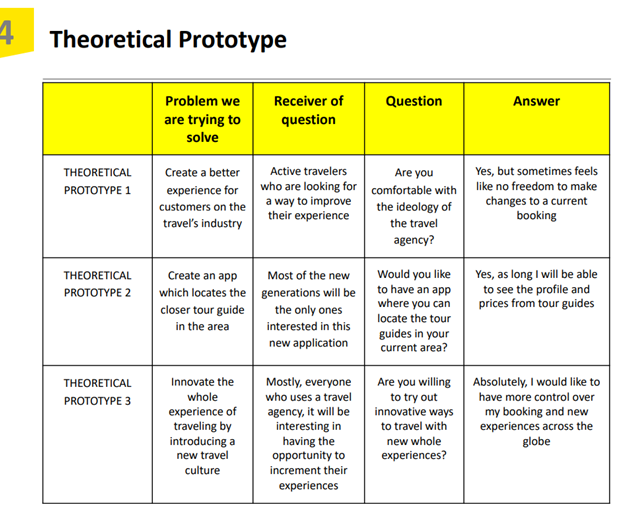 4
Theoretical Prototype
Problem we
are trying to
solve
Receiver of
question
Question
Answer
THEORETICAL
PROTOTYPE 1
Create a better
experience for
customers on the
travel's industry
Active travelers
who are looking for
a way to improve
their experience
Are you
comfortable with
the ideology of
the travel
agency?
Yes, but sometimes feels
like no freedom to make
changes to a current
booking
THEORETICAL
PROTOTYPE 2
Create an app
which locates the
closer tour guide
in the area
Most of the new
generations will be
the only ones
interested in this
new application
Would you like
to have an app
where you can
locate the tour
guides in your
current area?
Yes, as long I will be able
to see the profile and
prices from tour guides
THEORETICAL
PROTOTYPE 3
Innovate the
whole
experience of
traveling by
introducing a
new travel
culture
Mostly, everyone
who uses a travel
agency, it will be
interesting in
having the
opportunity to
increment their
experiences
Are you willing
to try out
innovative ways
to travel with
new whole
experiences?
Absolutely, I would like to
have more control over
my booking and new
experiences across the
globe